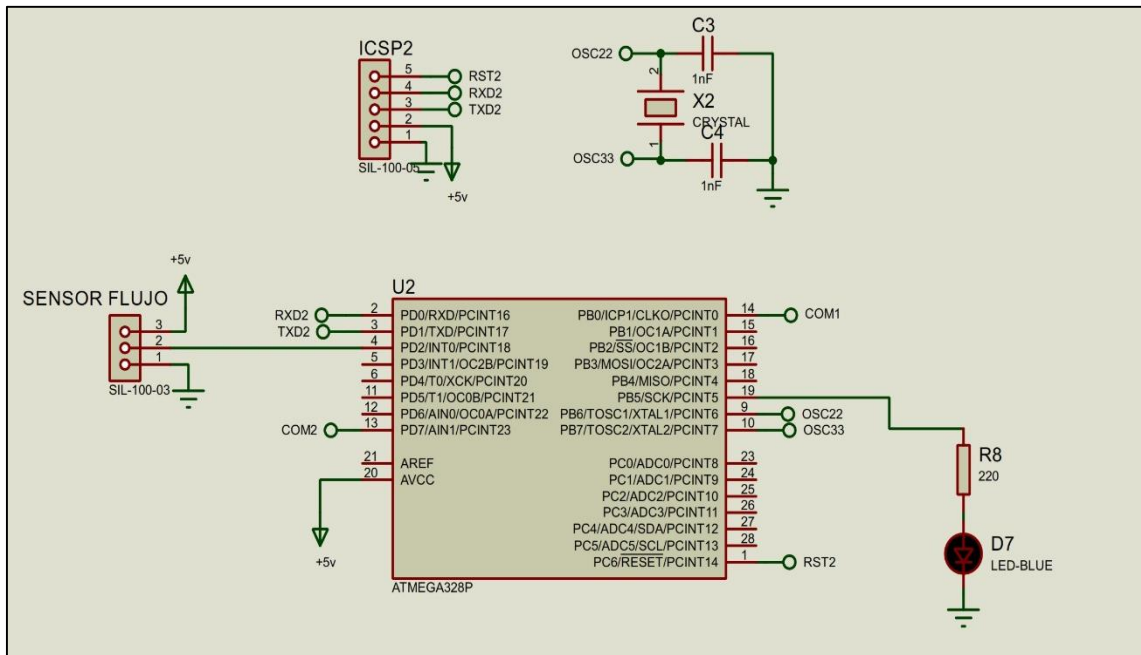 ICSP2
5 RST2
4 RXD2
3 TXD2
2
1
SIL-100-05
+5v
C3
OSC22
1nF
2
X2
CRYSTAL
C4
1
OSC33
1nF
+5v
SENSOR FLUJO
3
2
1
SIL-100-03
U2
RXD2 2 PD0/RXD/PCINT16
TXD2 3 PD1/TXD/PCINT17
4 PD2/INT0/PCINT18
5 PD3/INT1/OC2B/PCINT19
6 PD4/T0/XCK/PCINT20
11 PD5/T1/OC0B/PCINT21
12 PD6/AIN0/OC0A/PCINT22
COM2 13 PD7/AIN1/PCINT23
21 AREF
20 AVCC
+5v
PB0/ICP1/CLKO/PCINT0 14 COM1
PB1/OC1A/PCINT1 15
PB2/SS/OC1B/PCINT2 16
PB3/MOSI/OC2A/PCINT3 17
PB4/MISO/PCINT4 18
PB5/SCK/PCINT5 19
PB6/TOSC1/XTAL1/PCINT6 9 OSC22
PB7/TOSC2/XTAL2/PCINT7 10 OSC33
PC0/ADC0/PCINT8 23
PC1/ADC1/PCINT9 24
PC2/ADC2/PCINT10 25
PC3/ADC3/PCINT11 26
PC4/ADC4/SDA/PCINT12 27
PC5/ADC5/SCL/PCINT13 28
PC6/RESET/PCINT14 1 RST2
ATMEGA328P
R8
220
D7
LED-BLUE